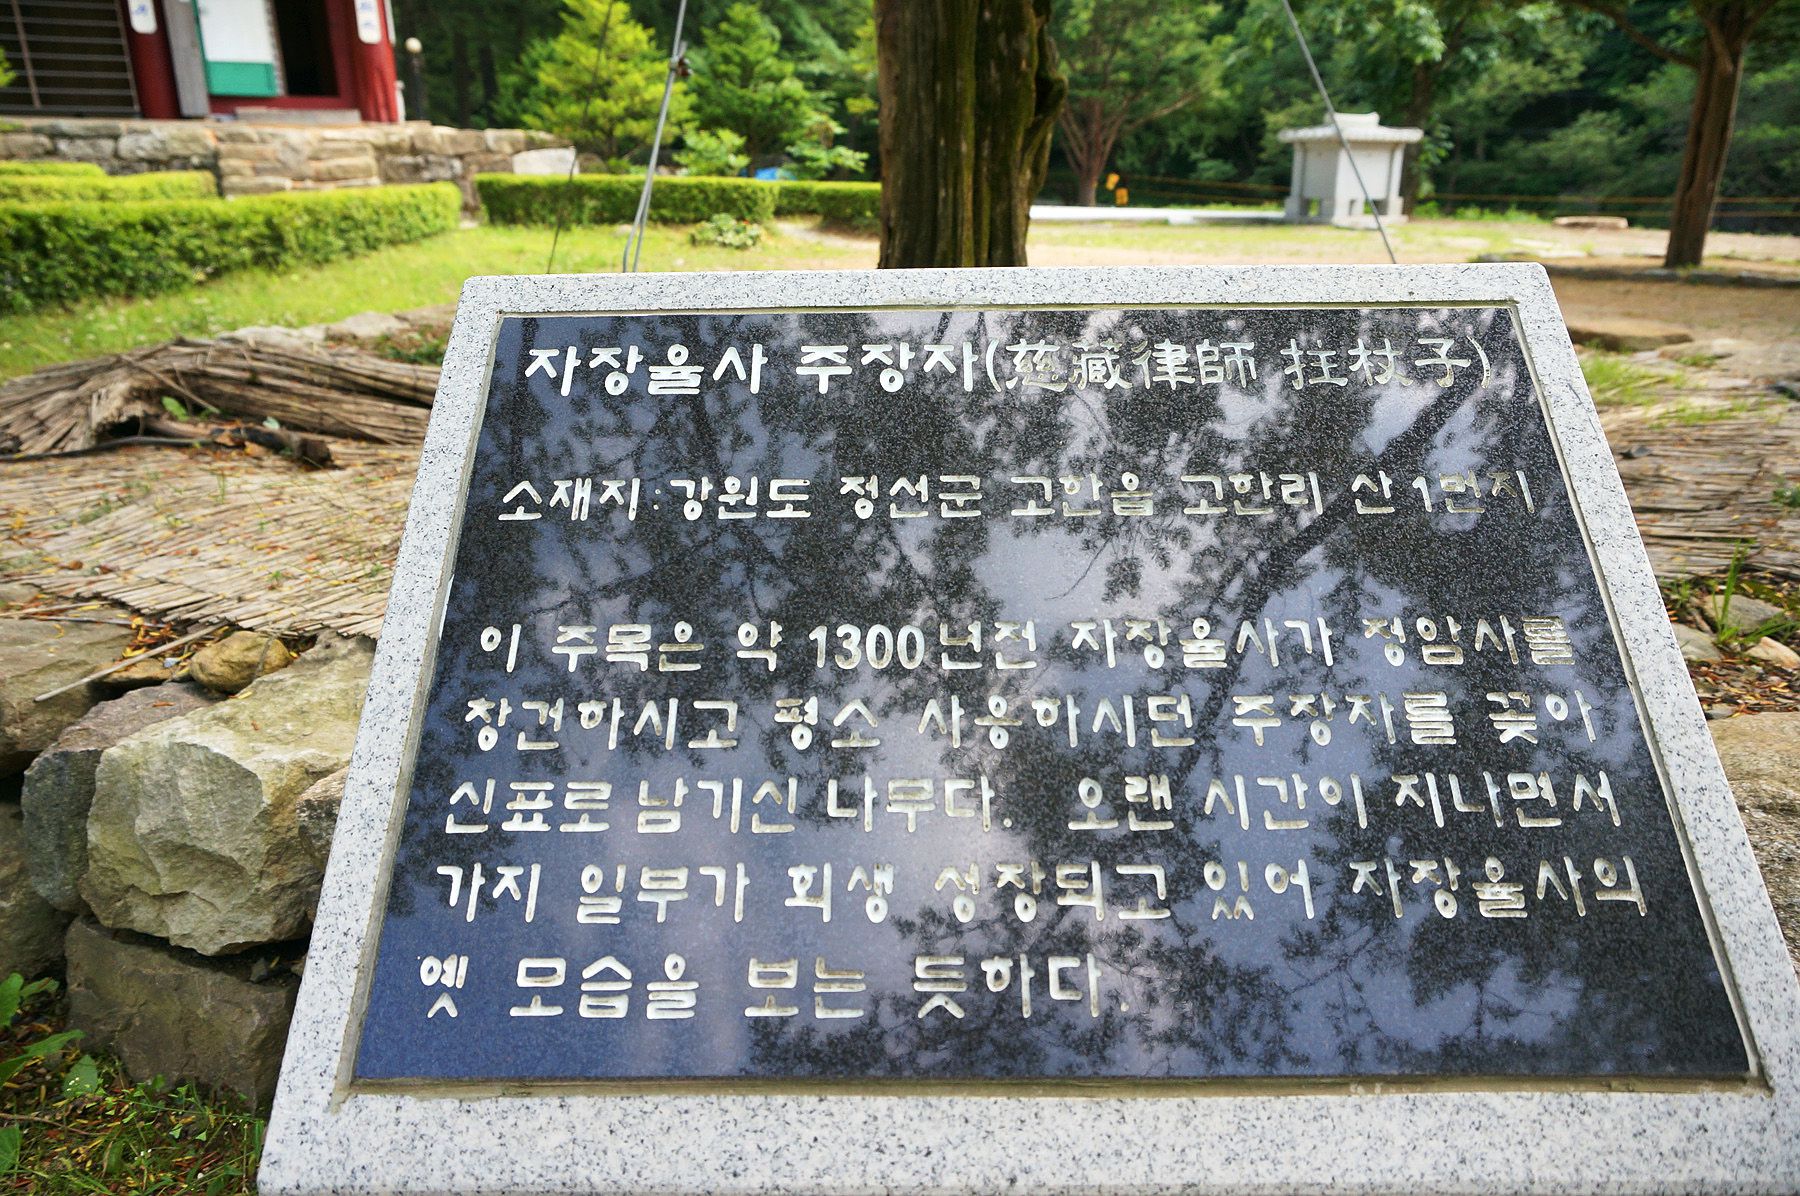 자장율사 주장자(慈藏律師 拄杖子)
소재지:강원도 정선군 고한읍 고한리 산 1먼지
이 주목은 약 1300년전 자장율사가 정암사를
창건하시고 평소 사용하시던 주장자를 꽂아
신표로 남기신 나무다. 오랜 시간이 지나면서
가지 일부가 회생 성장되고 있어 자장율사의
옛 모습을 보는 듯하다.